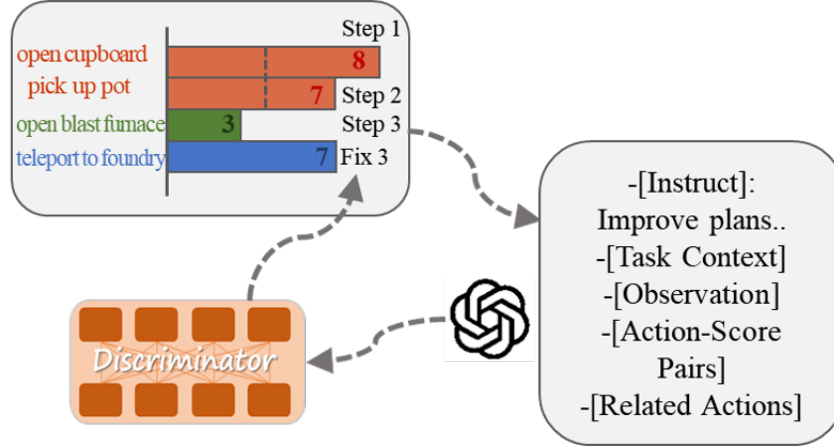 Step 1
open cupboard 8
pick up pot 7 Step 2
open blast furnace 3 Step 3
teleport to foundry 7 Fix 3
-[Instruct]:
Improve plans..
-[Task Context]
-[Observation]
-[Action-Score
Pairs]
-[Related Actions]
Discriminator